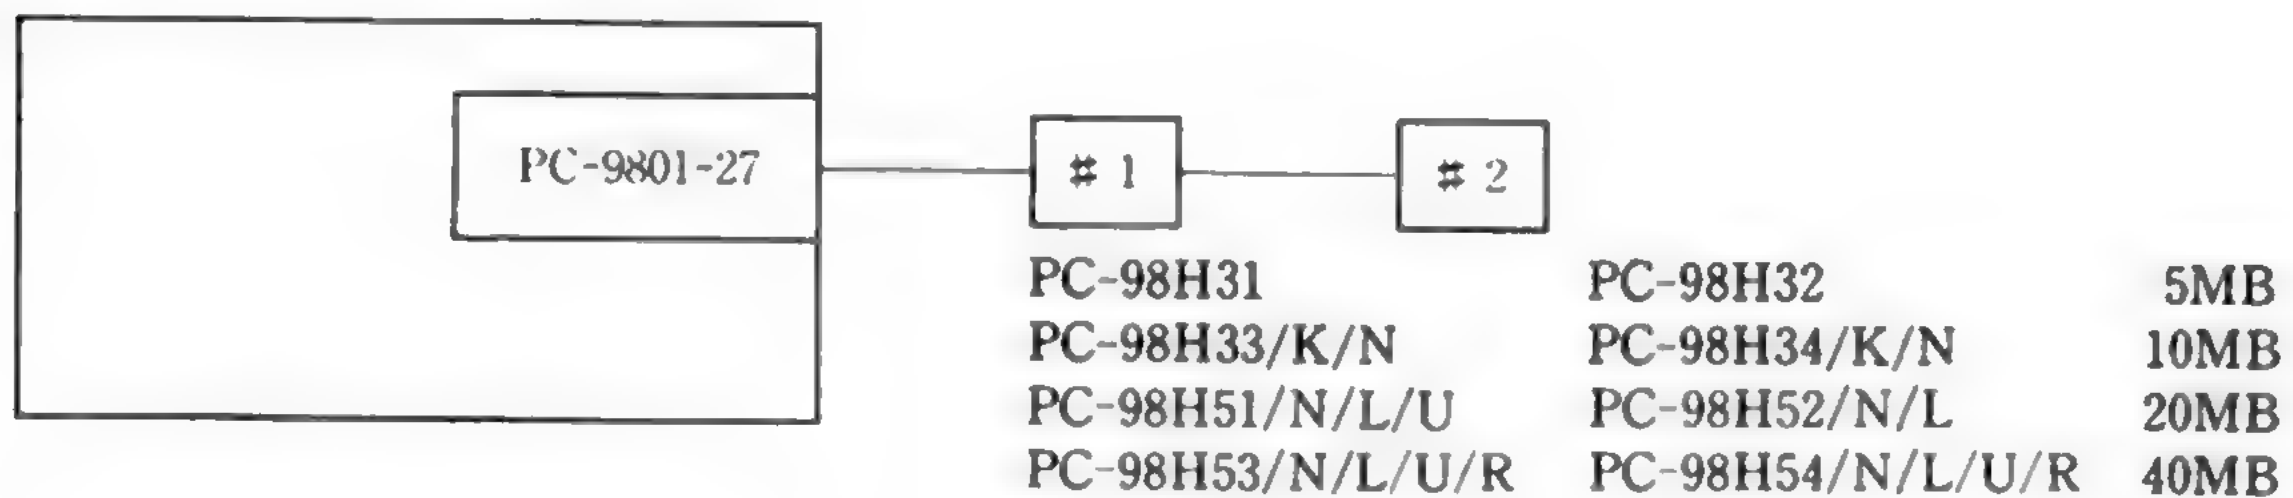 PC-9801-27
# 1
# 2
PC-98H31 PC-98H32 5MB
PC-98H33/K/N PC-98H34/K/N 10MB
PC-98H51/N/L/U PC-98H52/N/L 20MB
PC-98H53/N/L/U/R PC-98H54/N/L/U/R 40MB